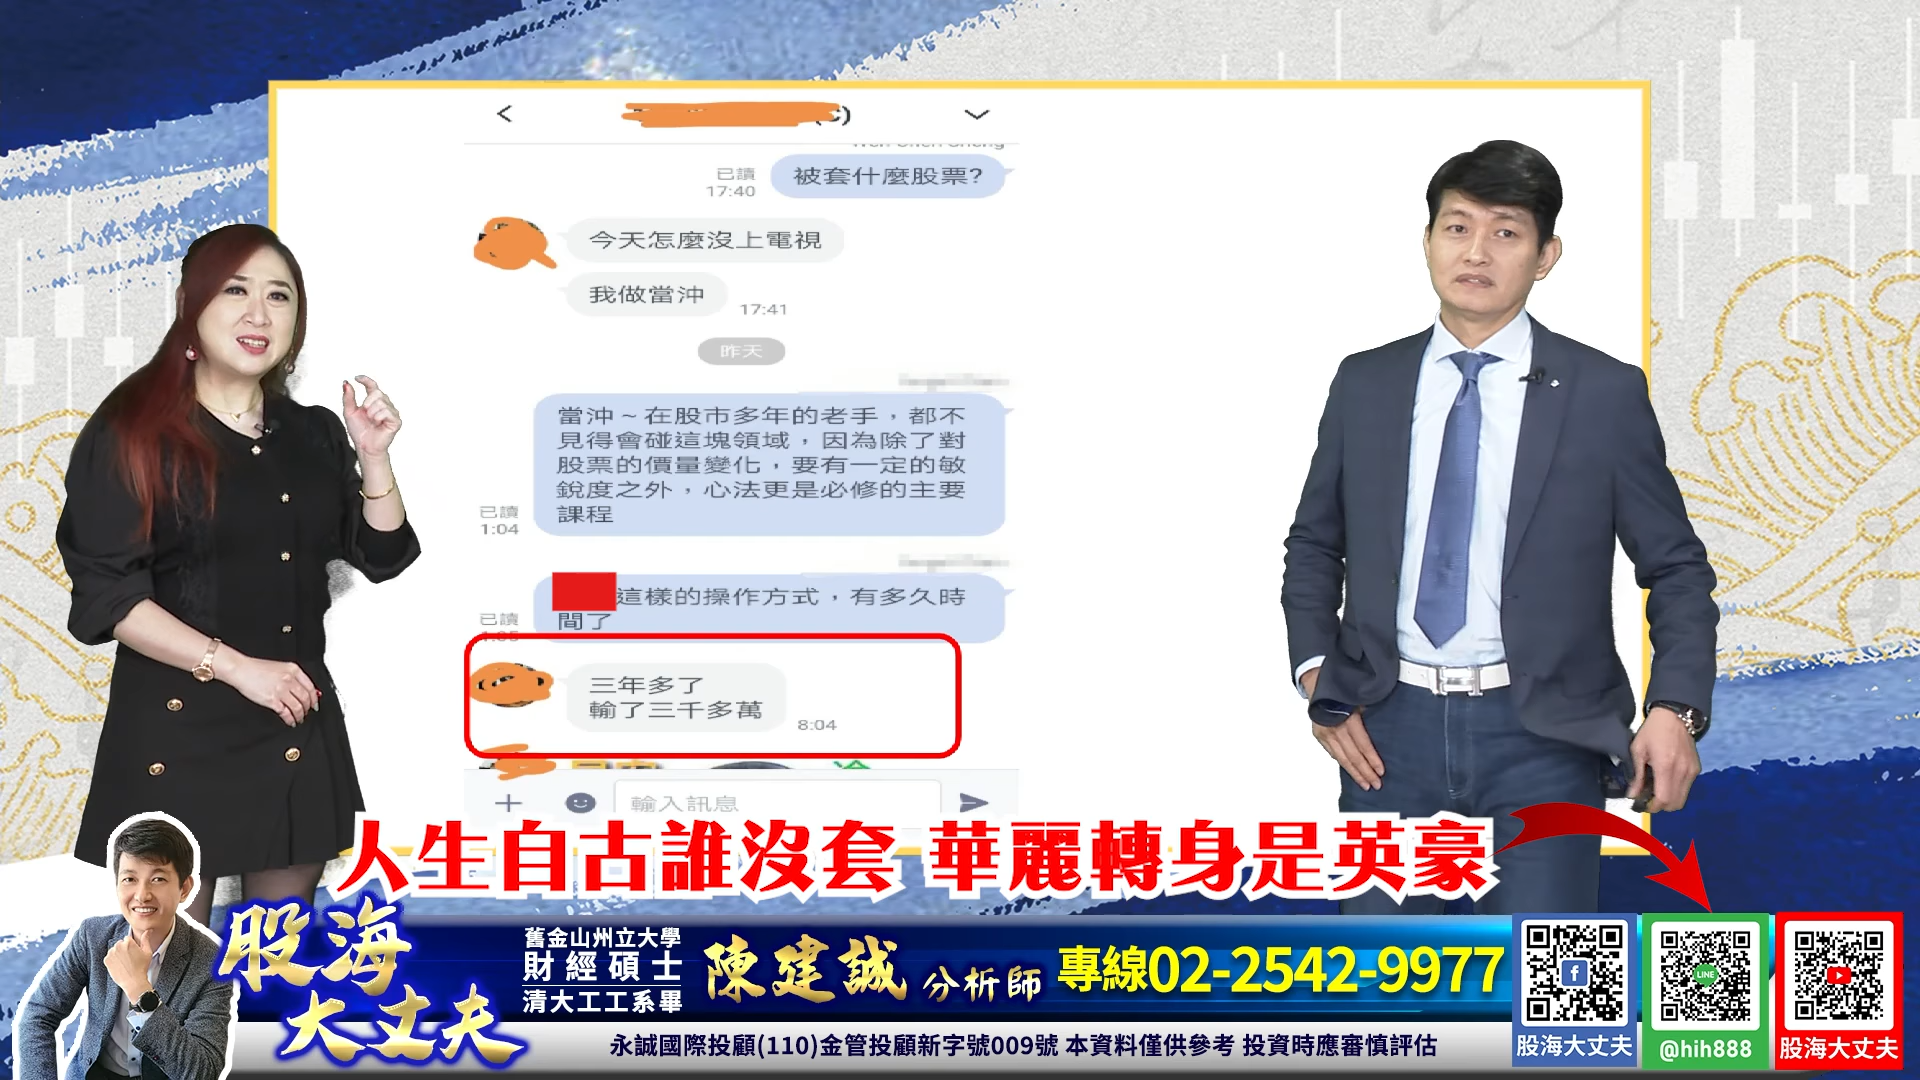 被套什麼股票?
已讀
17:40
今天怎麼沒上電視
我做當沖
17:41
昨天
當沖~在股市多年的老手，都不
見得會碰這塊領域，因為除了對
股票的價量變化，要有一定的敏
銳度之外，心法更是必修的主要
課程
已讀
1:04
這樣的操作方式，有多久時
間了
已讀
三年多了
輸了三千多萬
8:04
輸入訊息
人生自古誰沒套 華麗轉身是英豪
股海
大丈夫
舊金山州立大學
財經碩士
清大工工系畢
陳建誠 分析師
專線02-2542-9977
永誠國際投顧(110)金管投顧新字號009號 本資料僅供參考 投資時應審慎評估
股海大丈夫
LINE
@hih888
股海大丈夫